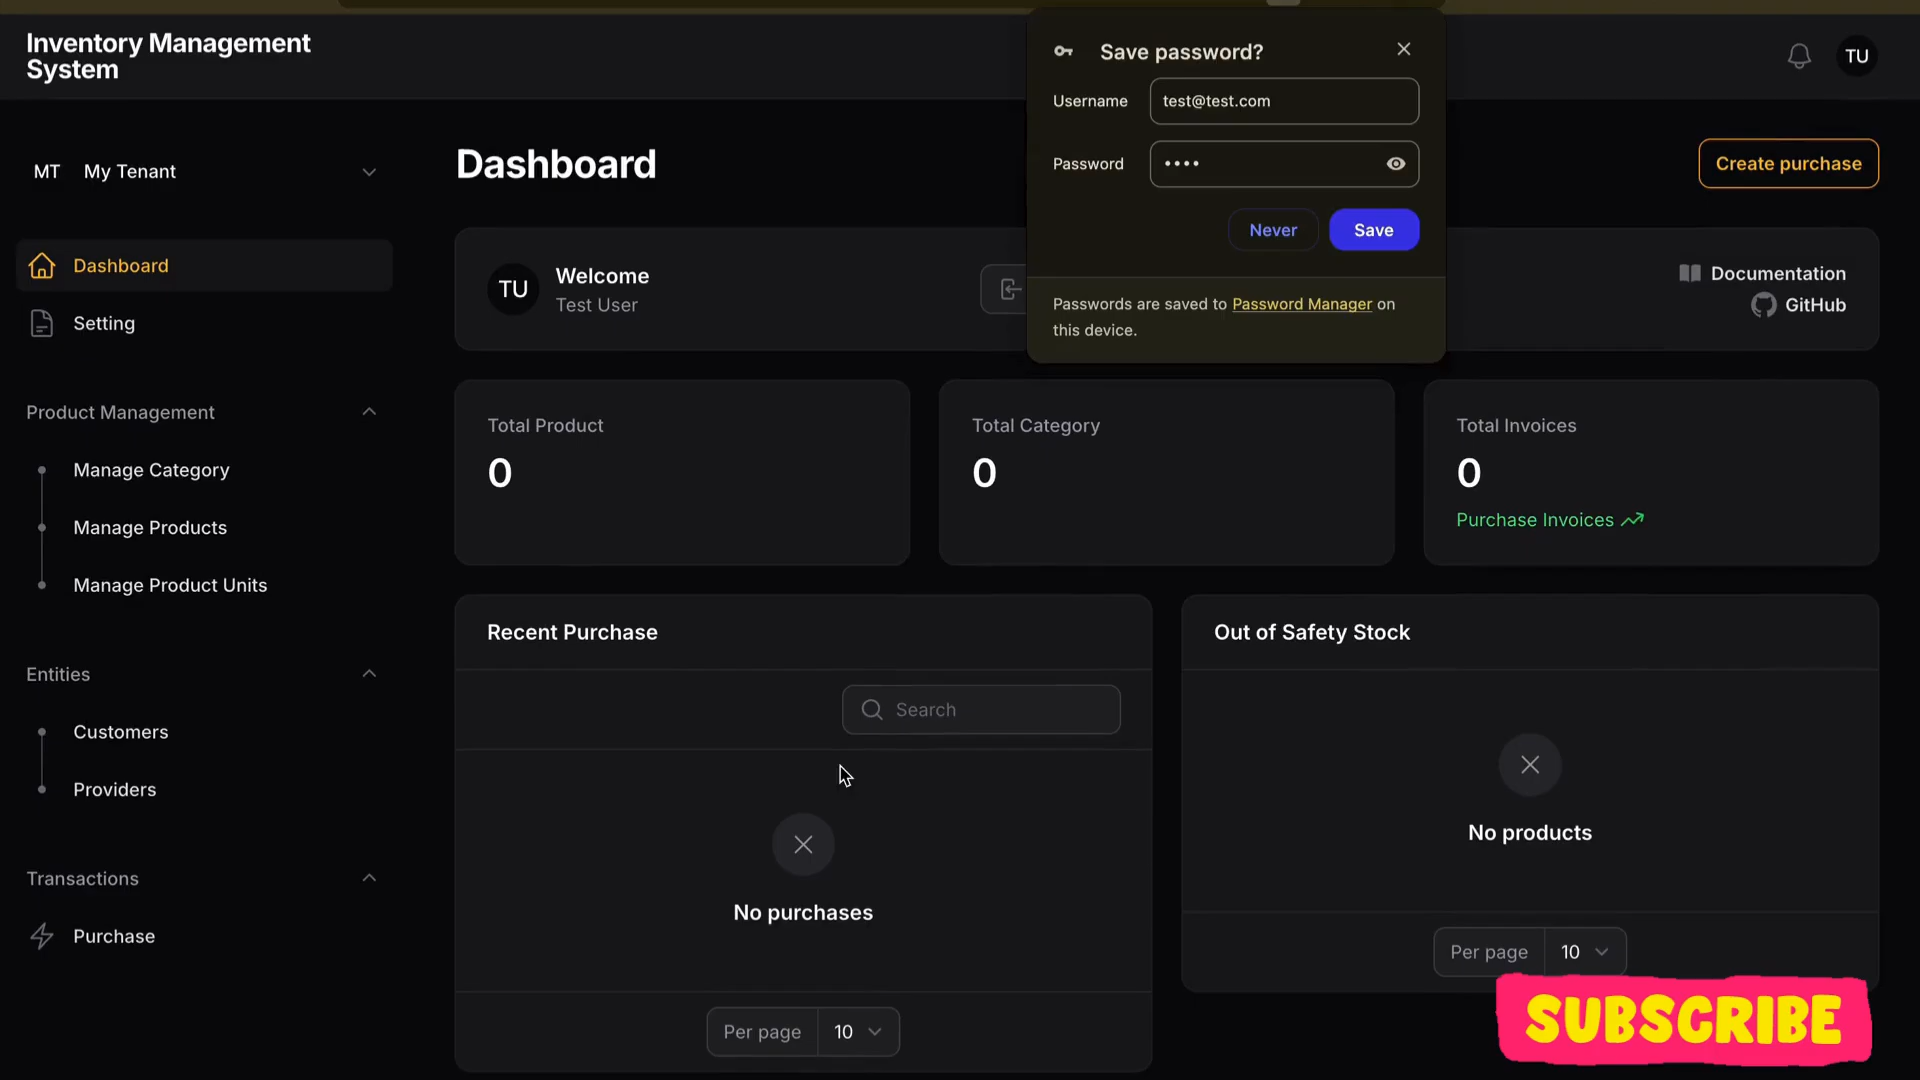 Inventory Management
System
Save password?
Username test@test.com
Password ••••
Never Save
Passwords are saved to Password Manager on
this device.
TU
MT My Tenant
Dashboard
Setting
Product Management
Manage Category
Manage Products
Manage Product Units
Entities
Customers
Providers
Transactions
Purchase
Dashboard
Create purchase
TU
Welcome
Test User
Documentation
GitHub
Total Product
0
Total Category
0
Total Invoices
0
Purchase Invoices
Recent Purchase
Search
No purchases
Per page 10
Out of Safety Stock
No products
Per page 10
SUBSCRIBE